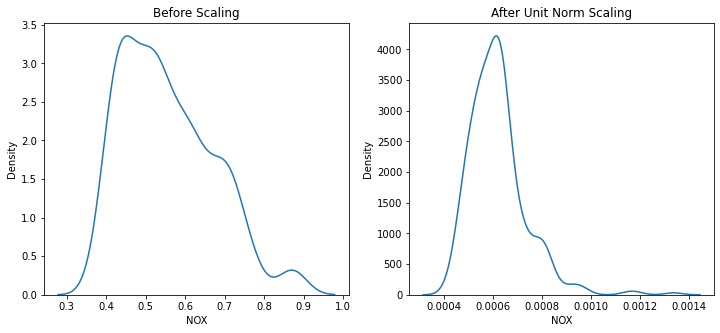 Before Scaling
After Unit Norm Scaling
3.5
3.0
2.5
2.0
1.5
1.0
0.5
0.0
Density
0.3 0.4 0.5 0.6 0.7 0.8 0.9 1.0
NOX
4000
3500
3000
2500
2000
1500
1000
500
0
Density
0.0004 0.0006 0.0008 0.0010 0.0012 0.0014
NOX